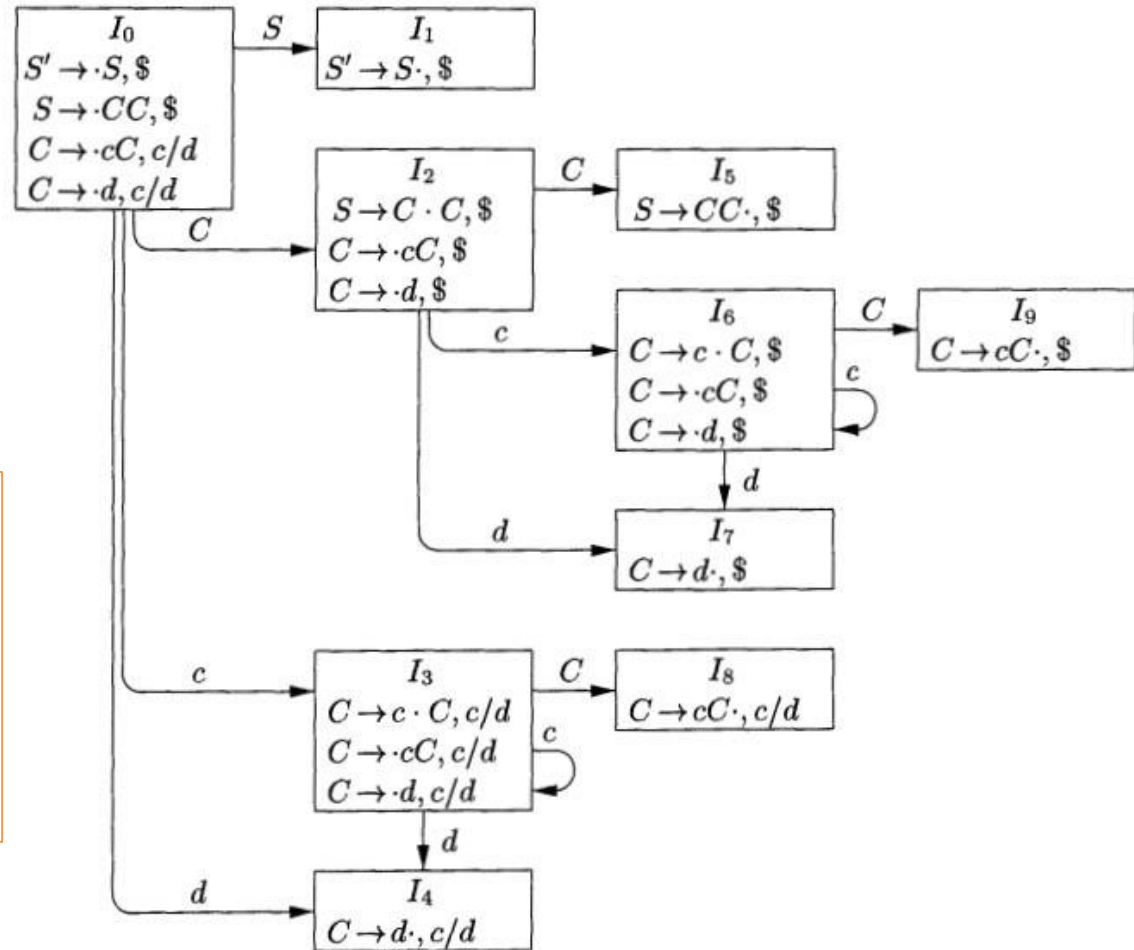 I₀
S′ → ·S, $
S → ·CC, $
C → ·cC, c/d
C → ·d, c/d
S
I₁
S′ → S·, $
C
I₂
S → C · C, $
C → ·cC, $
C → ·d, $
C
I₅
S → CC·, $
c
I₆
C → c · C, $
C → ·cC, $
C → ·d, $
C
I₉
C → cC·, $
c
d
d
I₇
C → d·, $
c
I₃
C → c · C, c/d
C → ·cC, c/d
C → ·d, c/d
C
I₈
C → cC·, c/d
c
d
d
I₄
C → d·, c/d